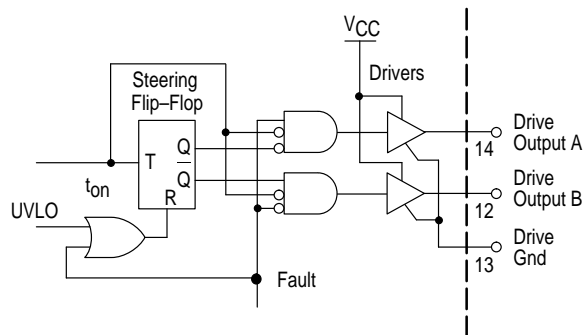 VCC
Steering
Flip–Flop
Drivers
Q
T
Q
R
ton
UVLO
Fault
14
Drive
Output A
12
Drive
Output B
13
Drive
Gnd